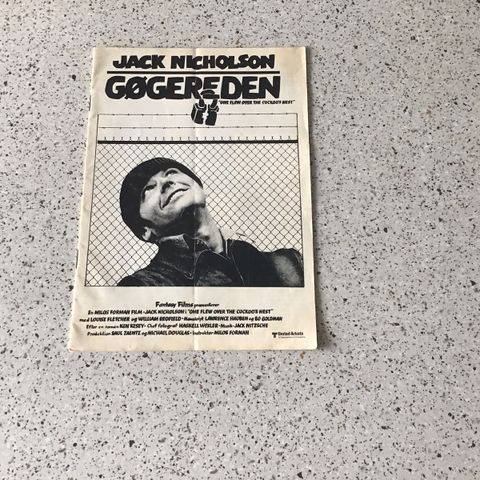 JACK NICHOLSON
GØGEREDEN
"ONE FLEW OVER THE CUCKOO'S NEST"
Fantasy Films præsenterer
En MILOS FORMAN FILM - JACK NICHOLSON i "ONE FLEW OVER THE CUCKOO'S NEST"
med LOUISE FLETCHER og WILLIAM REDFIELD - Manuskript LAWRENCE HAUBEN og BO GOLDMAN
Efter en roman KEN KESEY - Chef fotograf HASKELL WEXLER - Musik JACK NITZSCHE
Produktion SAUL ZAENTZ og MICHAEL DOUGLAS - Instruktør MILOS FORMAN
United Artists